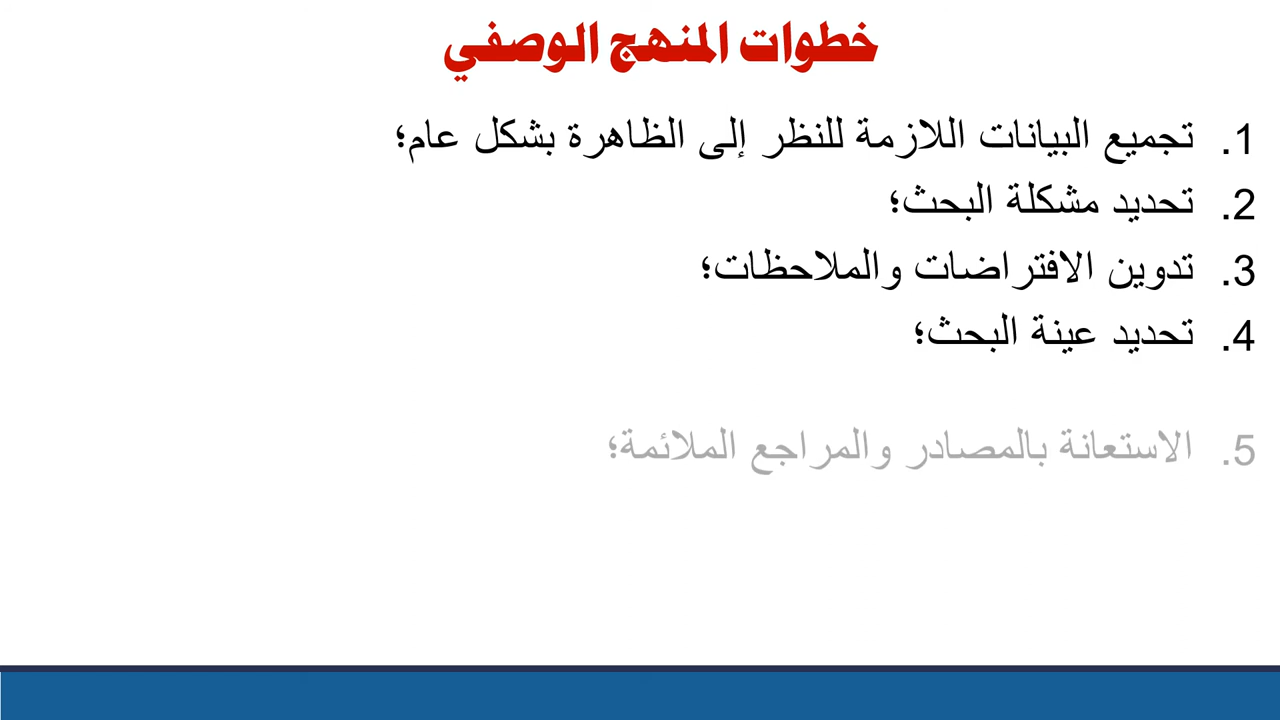 خطوات المنهج الوصفي
1. تجميع البيانات اللازمة للنظر إلى الظاهرة بشكل عام؛
2. تحديد مشكلة البحث؛
3. تدوين الافتراضات والملاحظات؛
4. تحديد عينة البحث؛
5. الاستعانة بالمصادر والمراجع الملائمة؛